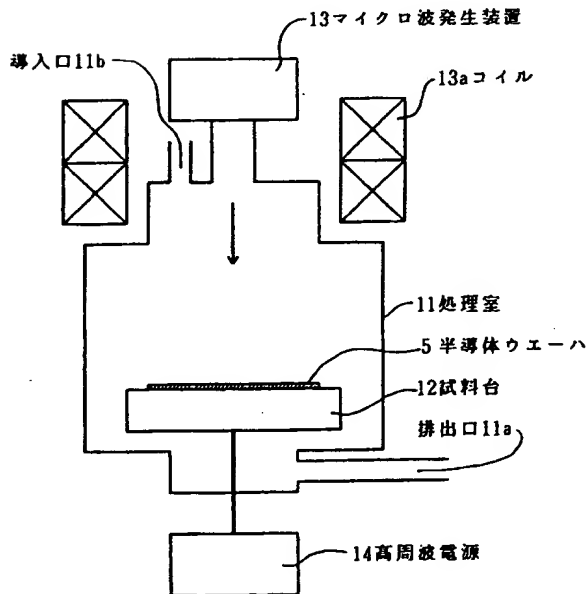 13マイクロ波発生装置
導入口11b
13aコイル
11処理室
5半導体ウエーハ
12試料台
排出口11a
14高周波電源